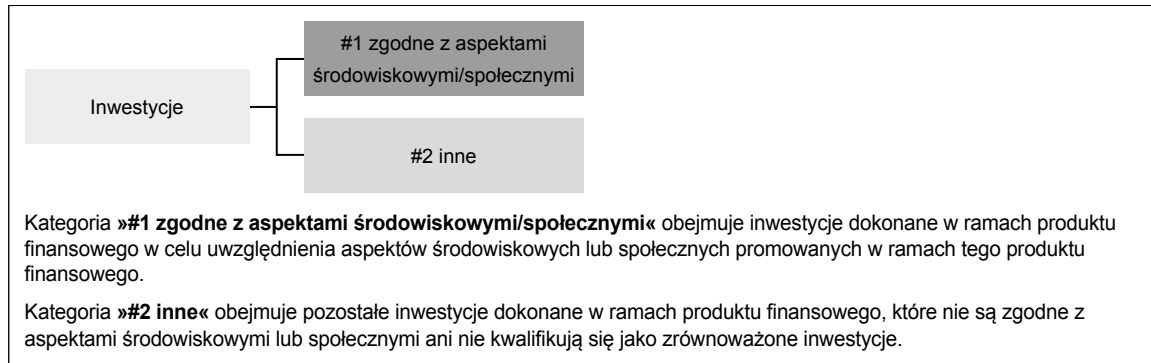 #1 zgodne z aspektami
środowiskowymi/społecznymi
Inwestycje
#2 inne
Kategoria »#1 zgodne z aspektami środowiskowymi/społecznymi« obejmuje inwestycje dokonane w ramach produktu
finansowego w celu uwzględnienia aspektów środowiskowych lub społecznych promowanych w ramach tego produktu
finansowego.
Kategoria »#2 inne« obejmuje pozostałe inwestycje dokonane w ramach produktu finansowego, które nie są zgodne z
aspektami środowiskowymi lub społecznymi ani nie kwalifikują się jako zrównoważone inwestycje.